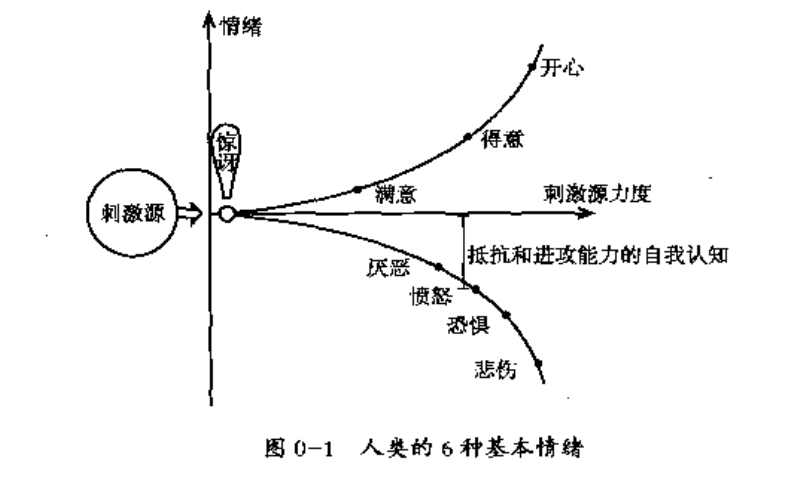 情绪
开心
惊讶
得意
满意
刺激源力度
刺激源
抵抗和进攻能力的自我认知
厌恶
愤怒
恐惧
悲伤
图 0-1 人类的 6 种基本情绪